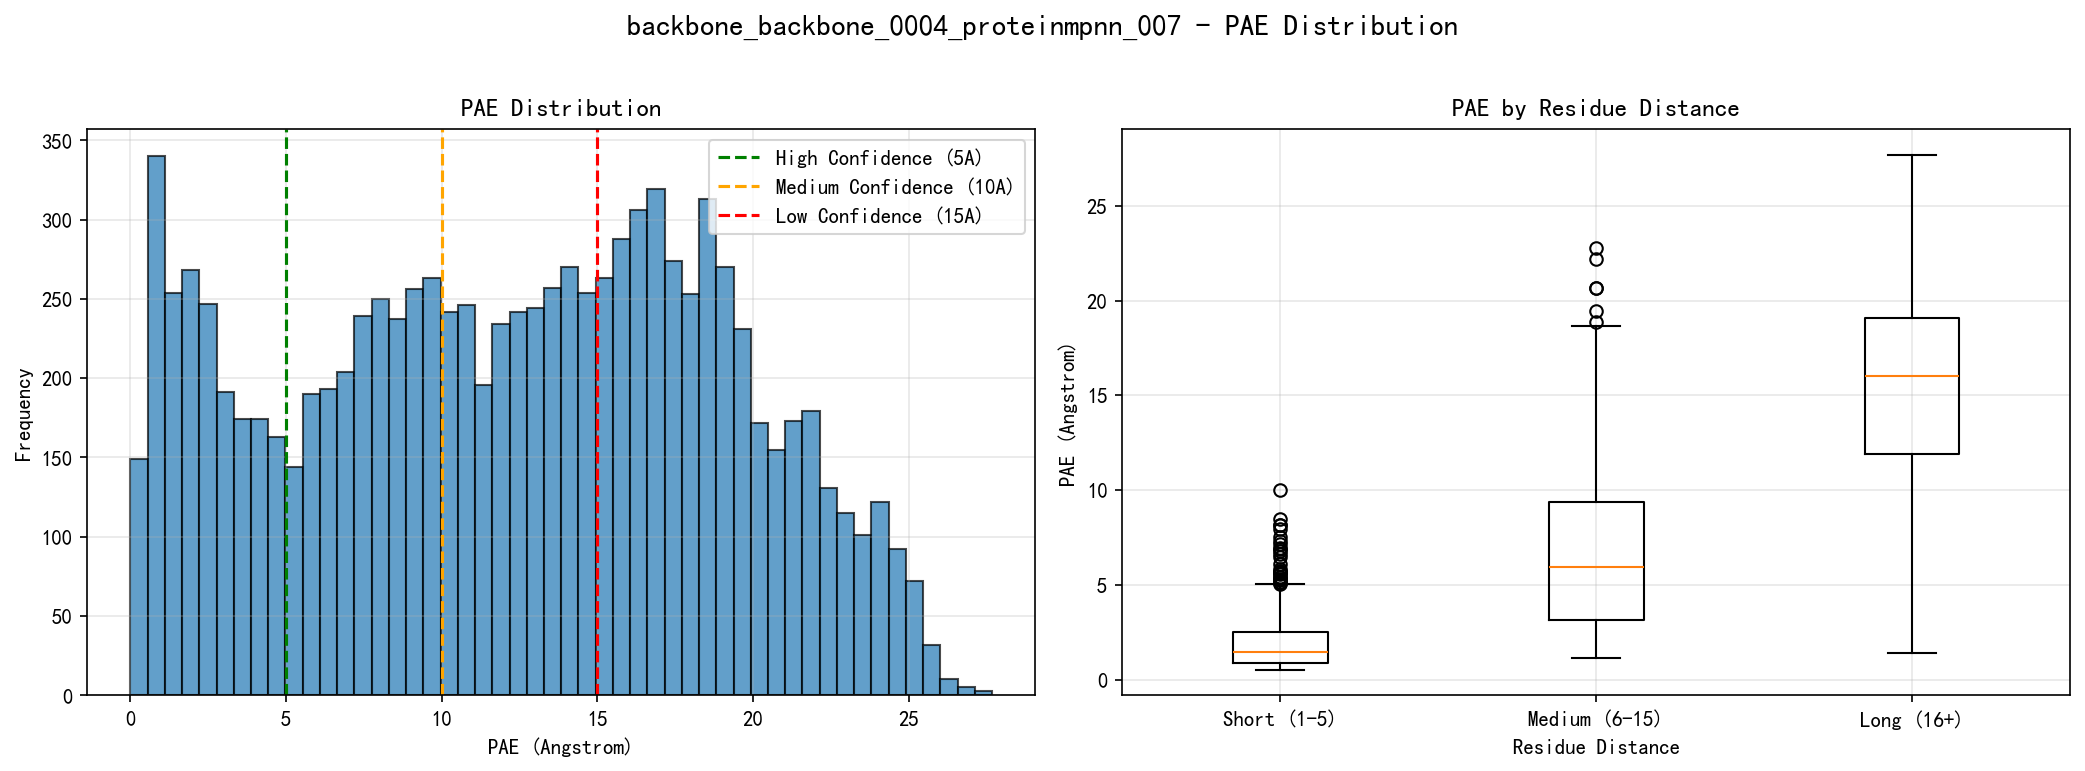 backbone_backbone_0004_proteinmpnn_007 - PAE Distribution
PAE Distribution
350
300
250
200
150
100
50
0
Frequency
0 5 10 15 20 25
PAE (Angstrom)
High Confidence (5A)
Medium Confidence (10A)
Low Confidence (15A)
PAE by Residue Distance
25
20
15
10
5
0
PAE (Angstrom)
Short (1-5) Medium (6-15) Long (16+)
Residue Distance